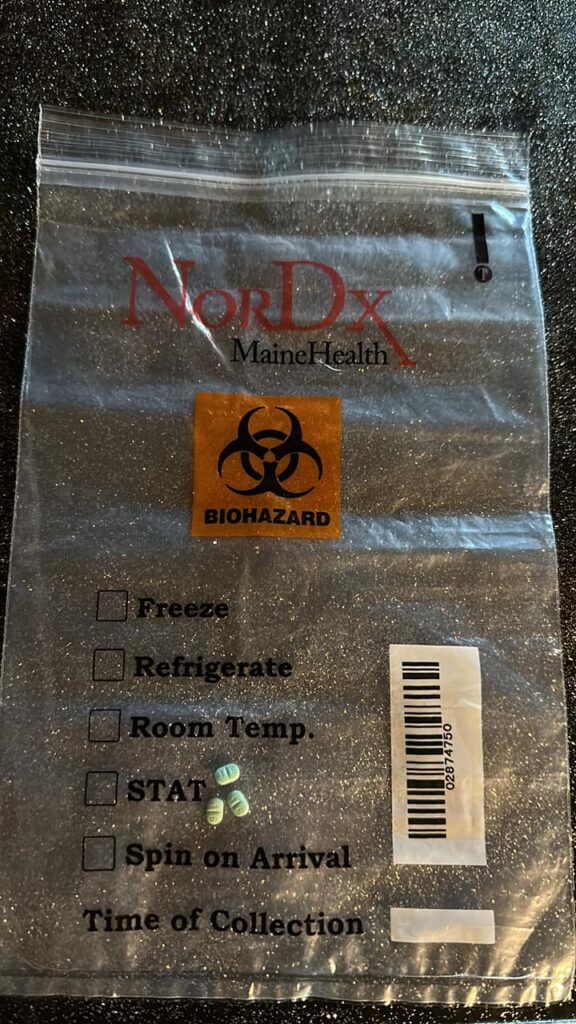 NorDx
MaineHealth
BIOHAZARD
Freeze
Refrigerate
Room Temp.
STAT
Spin on Arrival
Time of Collection
02874750